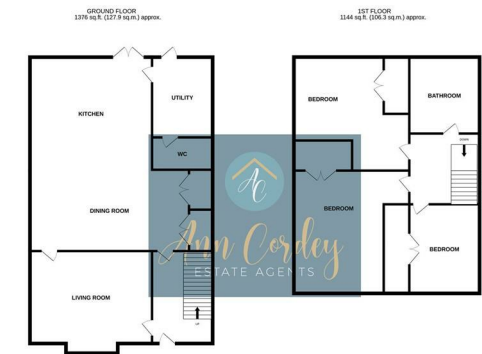 GROUND FLOOR
1376 sq.ft. (127.9 sq.m.) approx.
1ST FLOOR
1144 sq.ft. (106.3 sq.m.) approx.
KITCHEN
UTILITY
WC
DINING ROOM
LIVING ROOM
UP
BEDROOM
BATHROOM
DOWN
BEDROOM
BEDROOM
AC
Ann Cordey
ESTATE AGENTS